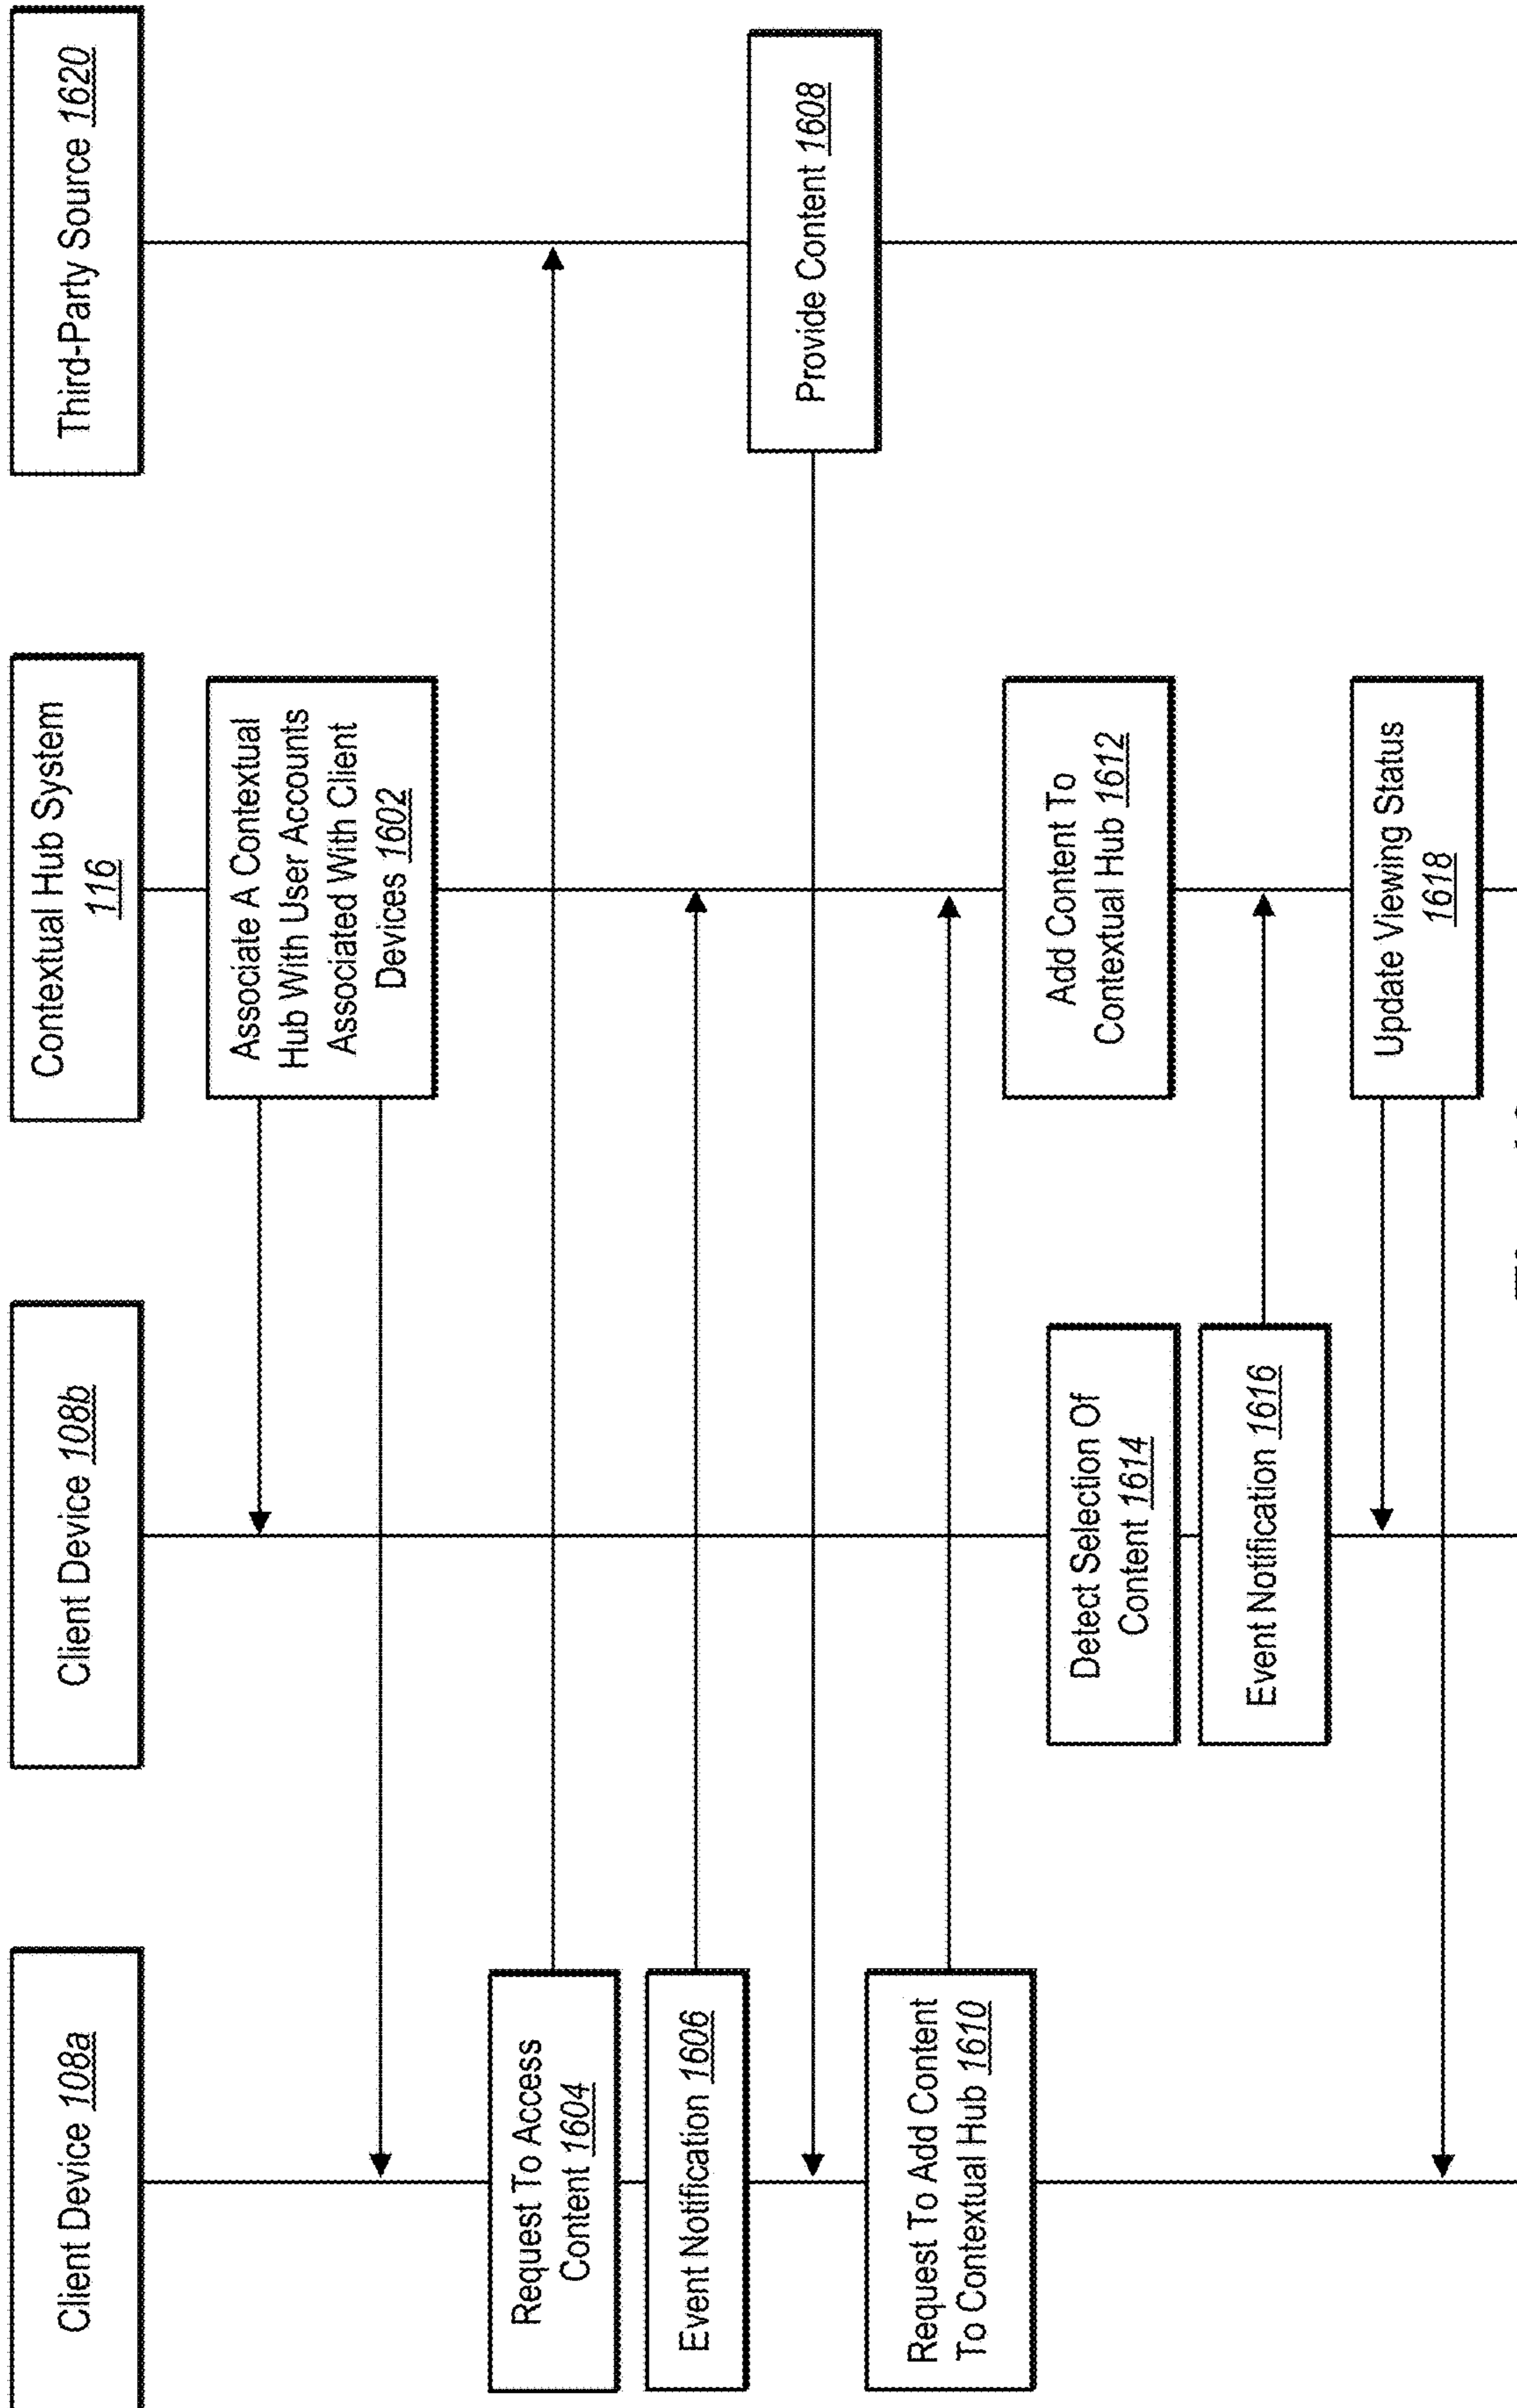 Client Device 108a
Client Device 108b
Contextual Hub System
116
Third-Party Source 1620
Associate A Contextual
Hub With User Accounts
Associated With Client
Devices 1602
Request To Access
Content 1604
Event Notification 1606
Provide Content 1608
Request To Add Content
To Contextual Hub 1610
Add Content To
Contextual Hub 1612
Detect Selection Of
Content 1614
Event Notification 1616
Update Viewing Status
1618